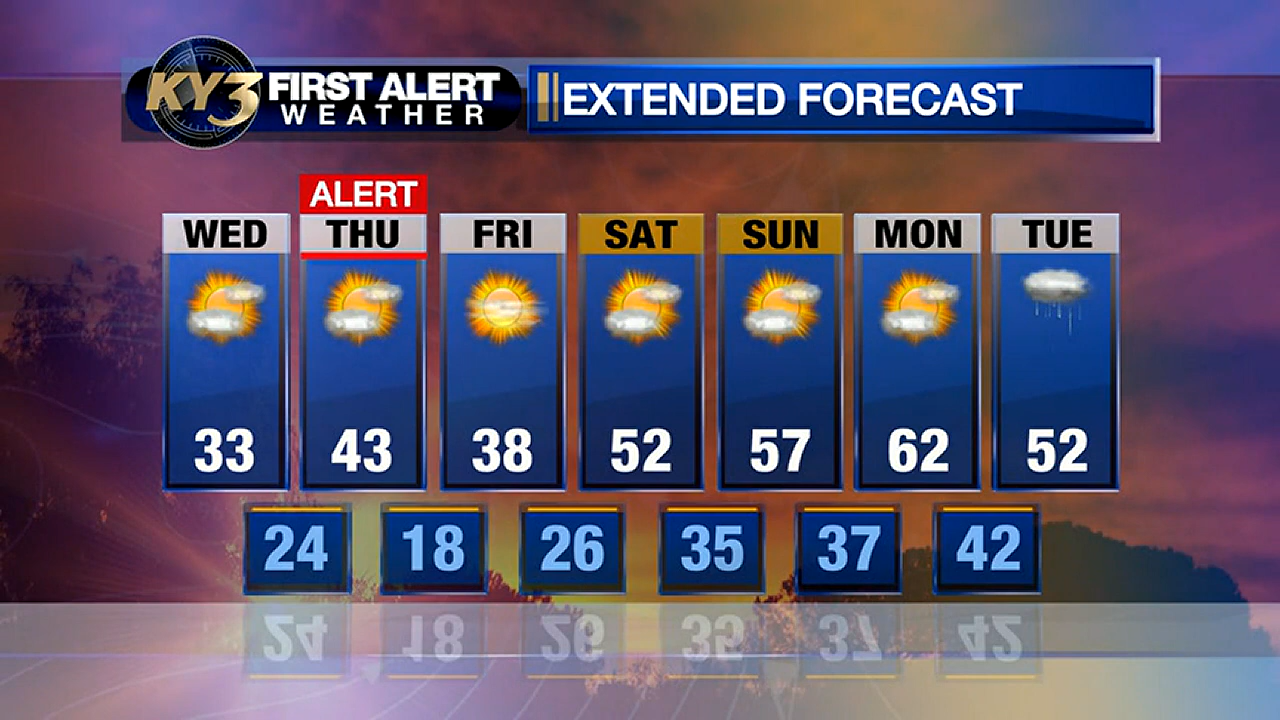 KY3 FIRST ALERT
WEATHER
EXTENDED FORECAST
ALERT
WED THU FRI SAT SUN MON TUE
33 43 38 52 57 62 52
24 18 26 35 37 42